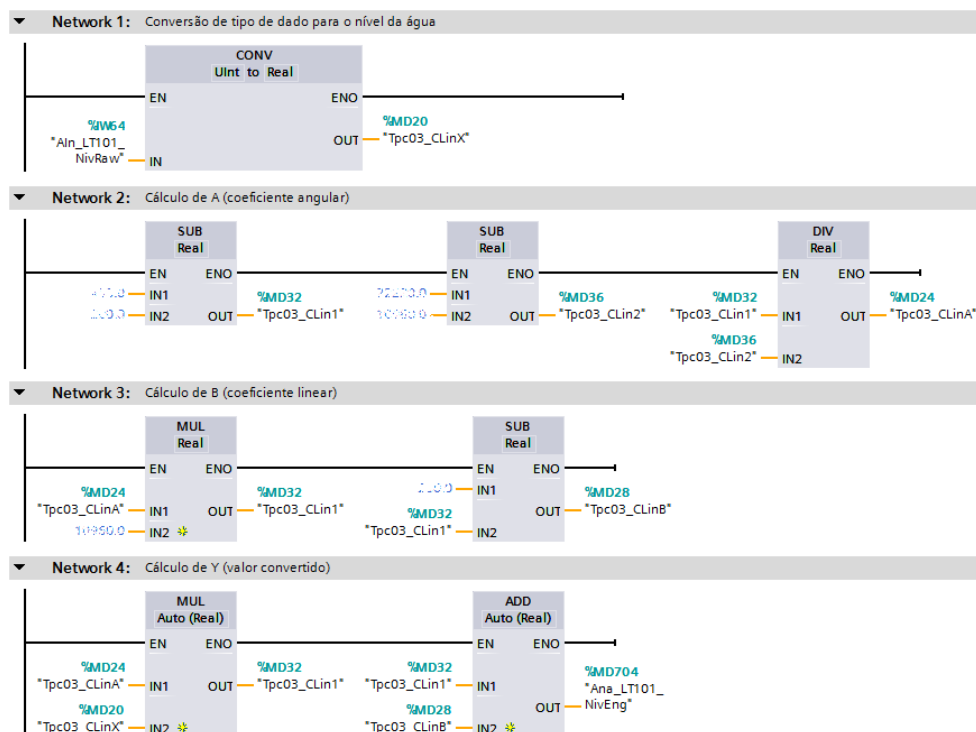 Network 1: Conversão de tipo de dado para o nível da água
CONV
UInt to Real
EN ENO
%IW64
"AIn_LT101_
NivRaw" IN
%MD20
OUT "Tpc03_CLinX"
Network 2: Cálculo de A (coeficiente angular)
SUB SUB DIV
Real Real Real
EN ENO EN ENO EN ENO
IN1 %MD32 IN1 %MD36 %MD32 %MD24
IN2 OUT "Tpc03_CLin1" IN2 OUT "Tpc03_CLin2" "Tpc03_CLin1" IN1 OUT "Tpc03_CLinA"
%MD36
"Tpc03_CLin2" IN2
Network 3: Cálculo de B (coeficiente linear)
MUL SUB
Real Real
EN ENO EN ENO
%MD24 %MD32 IN1 %MD28
"Tpc03_CLinA" IN1 OUT "Tpc03_CLin1" %MD32 OUT "Tpc03_CLinB"
IN2 "Tpc03_CLin1" IN2
Network 4: Cálculo de Y (valor convertido)
MUL ADD
Auto (Real) Auto (Real)
EN ENO EN ENO
%MD24 %MD32 %MD32 %MD704
"Tpc03_CLinA" IN1 OUT "Tpc03_CLin1" "Tpc03_CLin1" IN1 "Ana_LT101_
%MD20 %MD28 OUT NivEng"
"Tpc03_CLinX" IN2 "Tpc03_CLinB" IN2